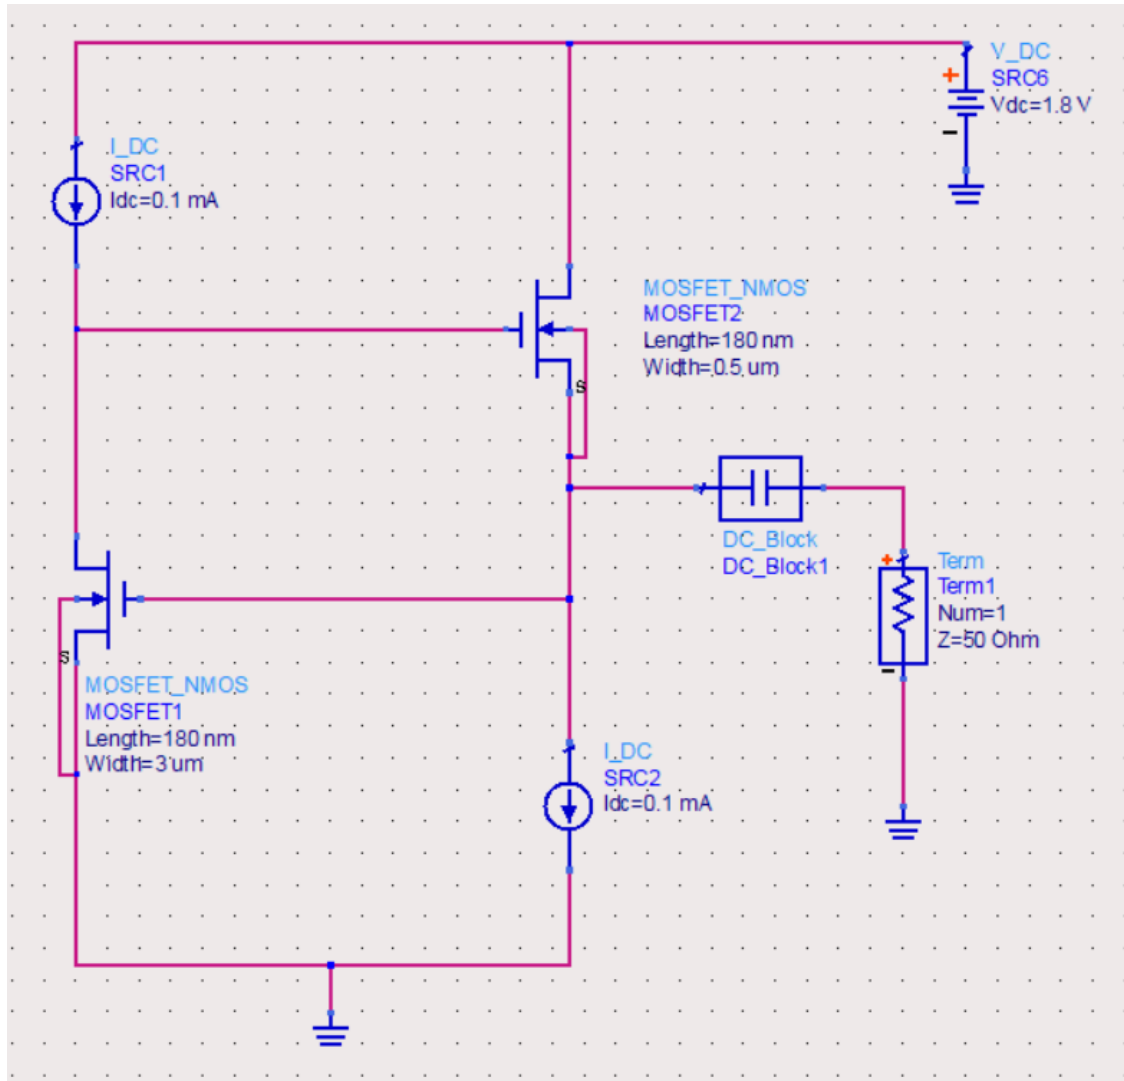 V_DC
SRC6
Vdc=1.8 V
+
-
I_DC
SRC1
Idc=0.1 mA
MOSFET_NMOS
MOSFET2
Length=180 nm
Width=0.5 um
S
DC_Block
DC_Block1
+
Term
Term1
Num=1
Z=50 Ohm
-
S
MOSFET_NMOS
MOSFET1
Length=180 nm
Width=3 um
I_DC
SRC2
Idc=0.1 mA